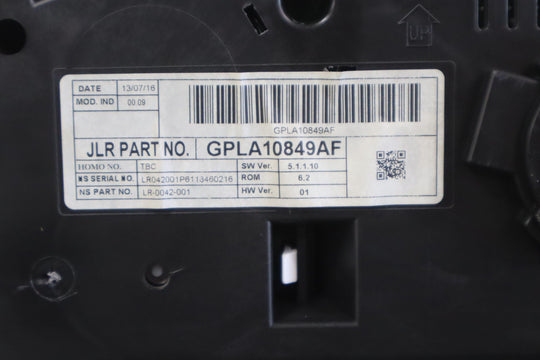 UP
DATE 13/07/16
MOD. IND 00.09
GPLA10849AF
JLR PART NO. GPLA10849AF
HOMO NO. TBC SW Ver. 5.1.1.10
NS SERIAL NO. LR042001P6113460216 ROM 6.2
NS PART NO. LR-0042-001 HW Ver. 01